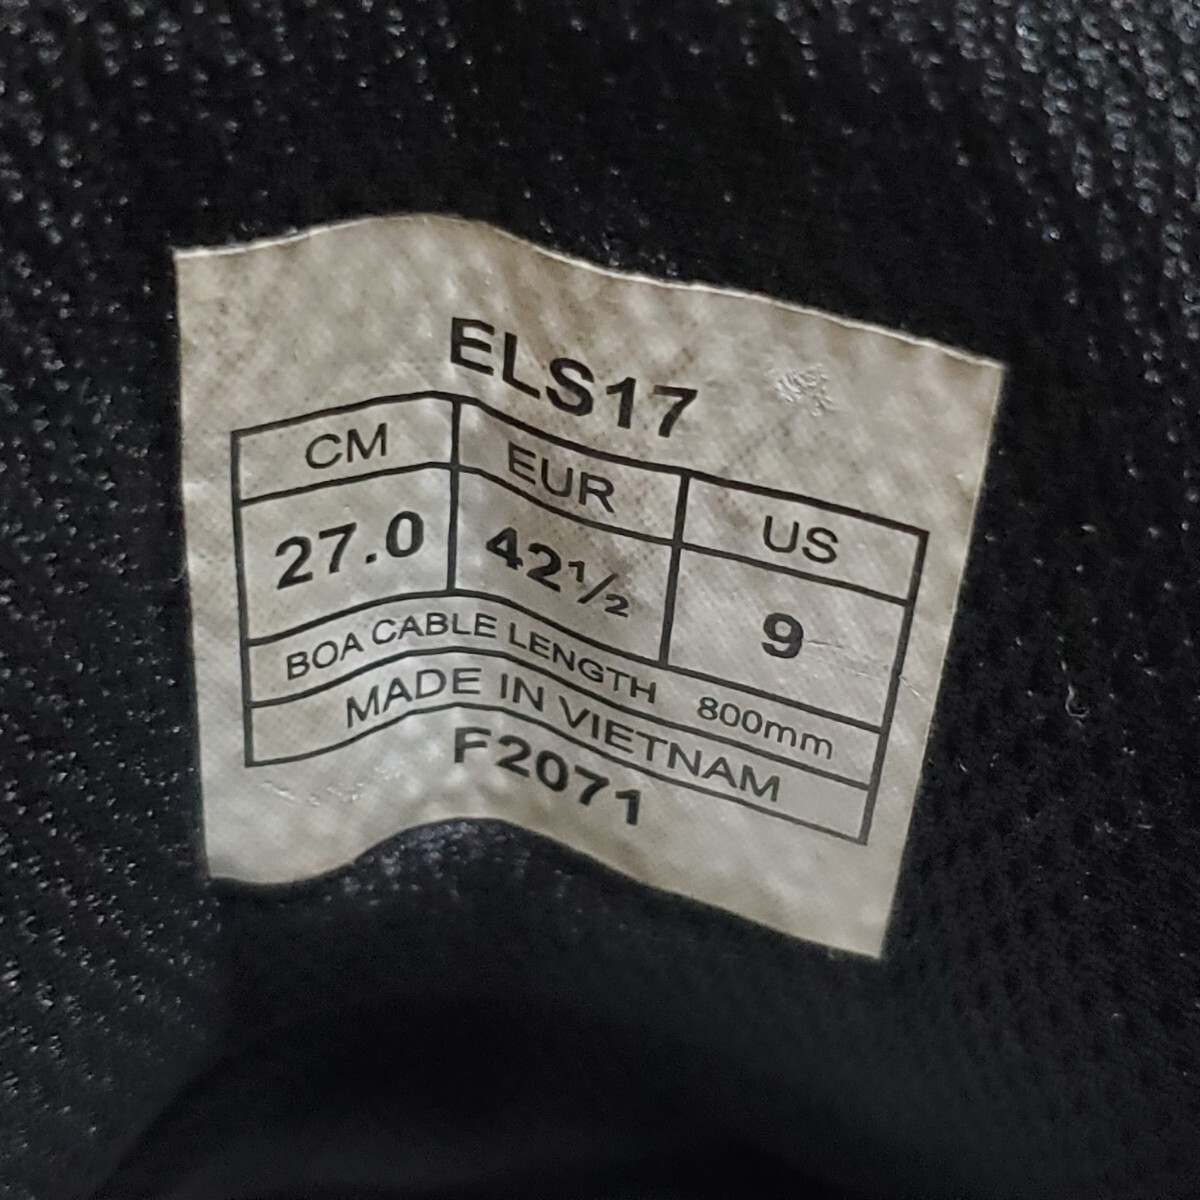 ELS17
CM EUR US
27.0 42½ 9
BOA CABLE LENGTH 800mm
MADE IN VIETNAM
F2071